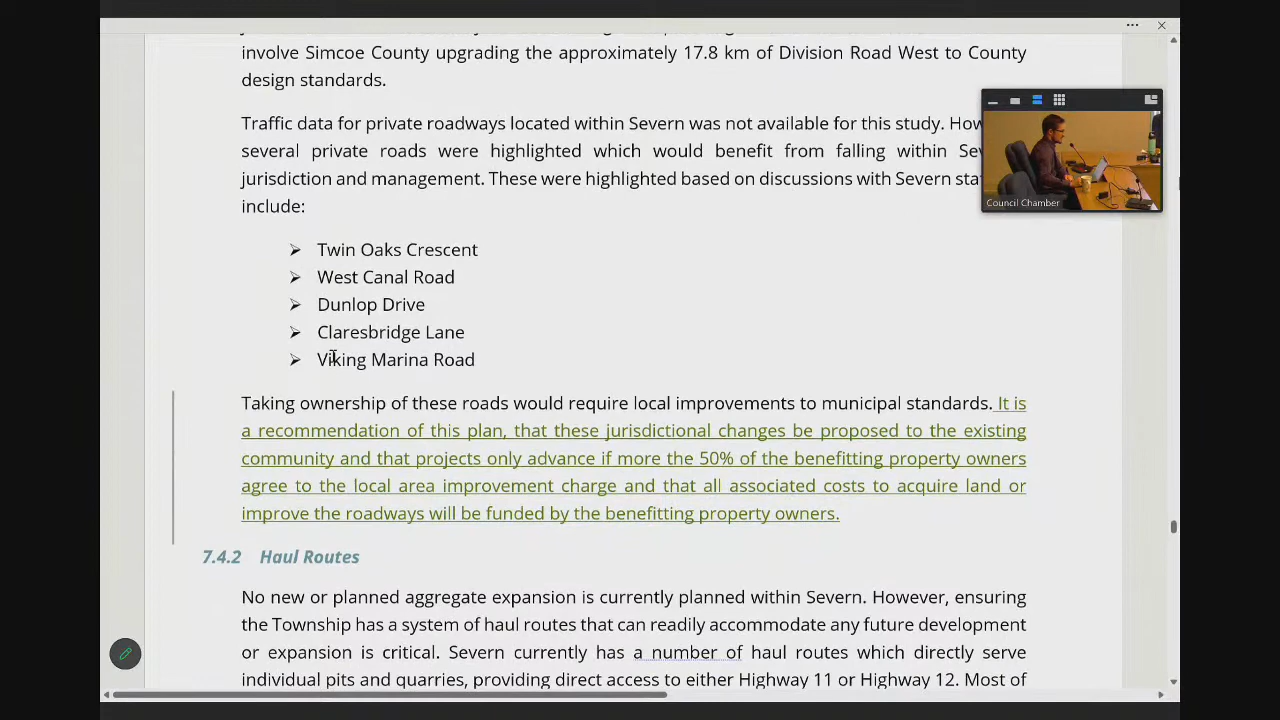 involve Simcoe County upgrading the approximately 17.8 km of Division Road West to County
design standards.
Traffic data for private roadways located within Severn was not available for this study.
several private roads were highlighted which would benefit from falling within
jurisdiction and management. These were highlighted based on discussions with Severn
include:
➢ Twin Oaks Crescent
➢ West Canal Road
➢ Dunlop Drive
➢ Claresbridge Lane
➢ Viking Marina Road
Taking ownership of these roads would require local improvements to municipal standards. It is
a recommendation of this plan, that these jurisdictional changes be proposed to the existing
community and that projects only advance if more the 50% of the benefitting property owners
agree to the local area improvement charge and that all associated costs to acquire land or
improve the roadways will be funded by the benefitting property owners.
7.4.2 Haul Routes
No new or planned aggregate expansion is currently planned within Severn. However, ensuring
the Township has a system of haul routes that can readily accommodate any future development
or expansion is critical. Severn currently has a number of haul routes which directly serve
individual pits and quarries, providing direct access to either Highway 11 or Highway 12. Most of
Council Chamber